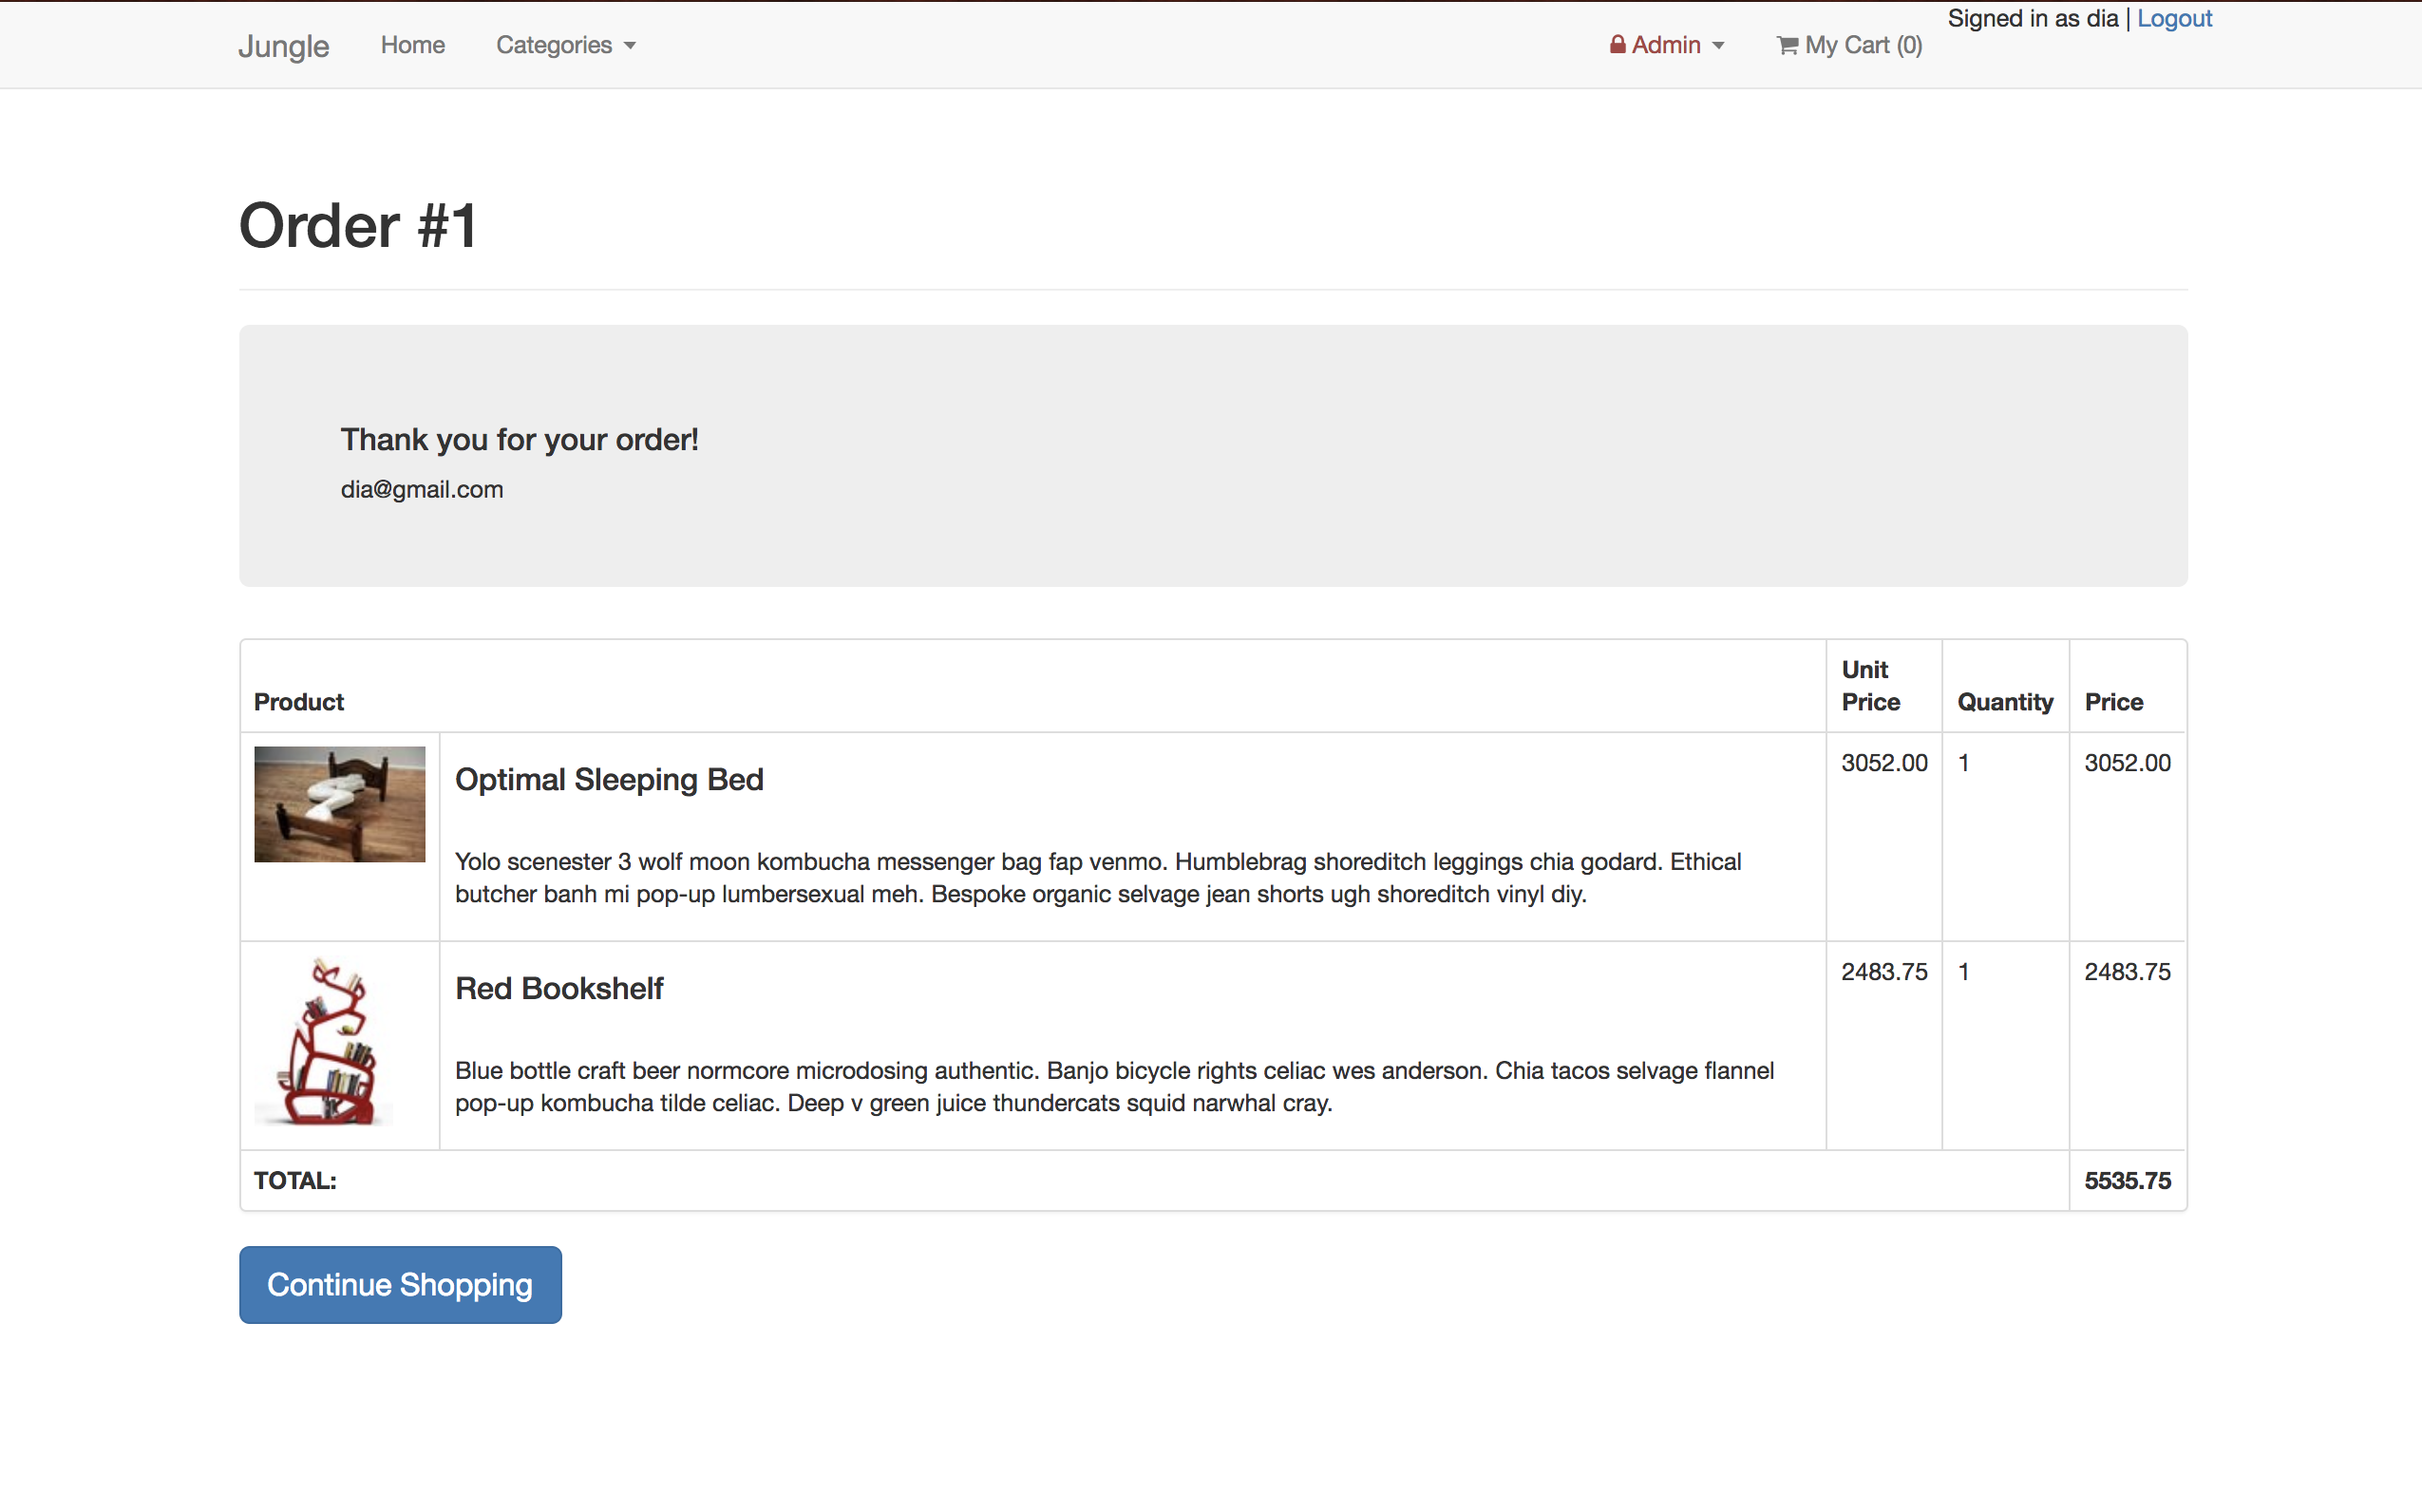 Signed in as dia | Logout
Jungle Home Categories Admin My Cart (0)
Order #1
Thank you for your order!
dia@gmail.com
Product Unit Price Quantity Price
Optimal Sleeping Bed 3052.00 1 3052.00
Yolo scenester 3 wolf moon kombucha messenger bag fap venmo. Humblebrag shoreditch leggings chia godard. Ethical
butcher banh mi pop-up lumbersexual meh. Bespoke organic selvage jean shorts ugh shoreditch vinyl diy.
Red Bookshelf 2483.75 1 2483.75
Blue bottle craft beer normcore microdosing authentic. Banjo bicycle rights celiac wes anderson. Chia tacos selvage flannel
pop-up kombucha tilde celiac. Deep v green juice thundercats squid narwhal cray.
TOTAL: 5535.75
Continue Shopping